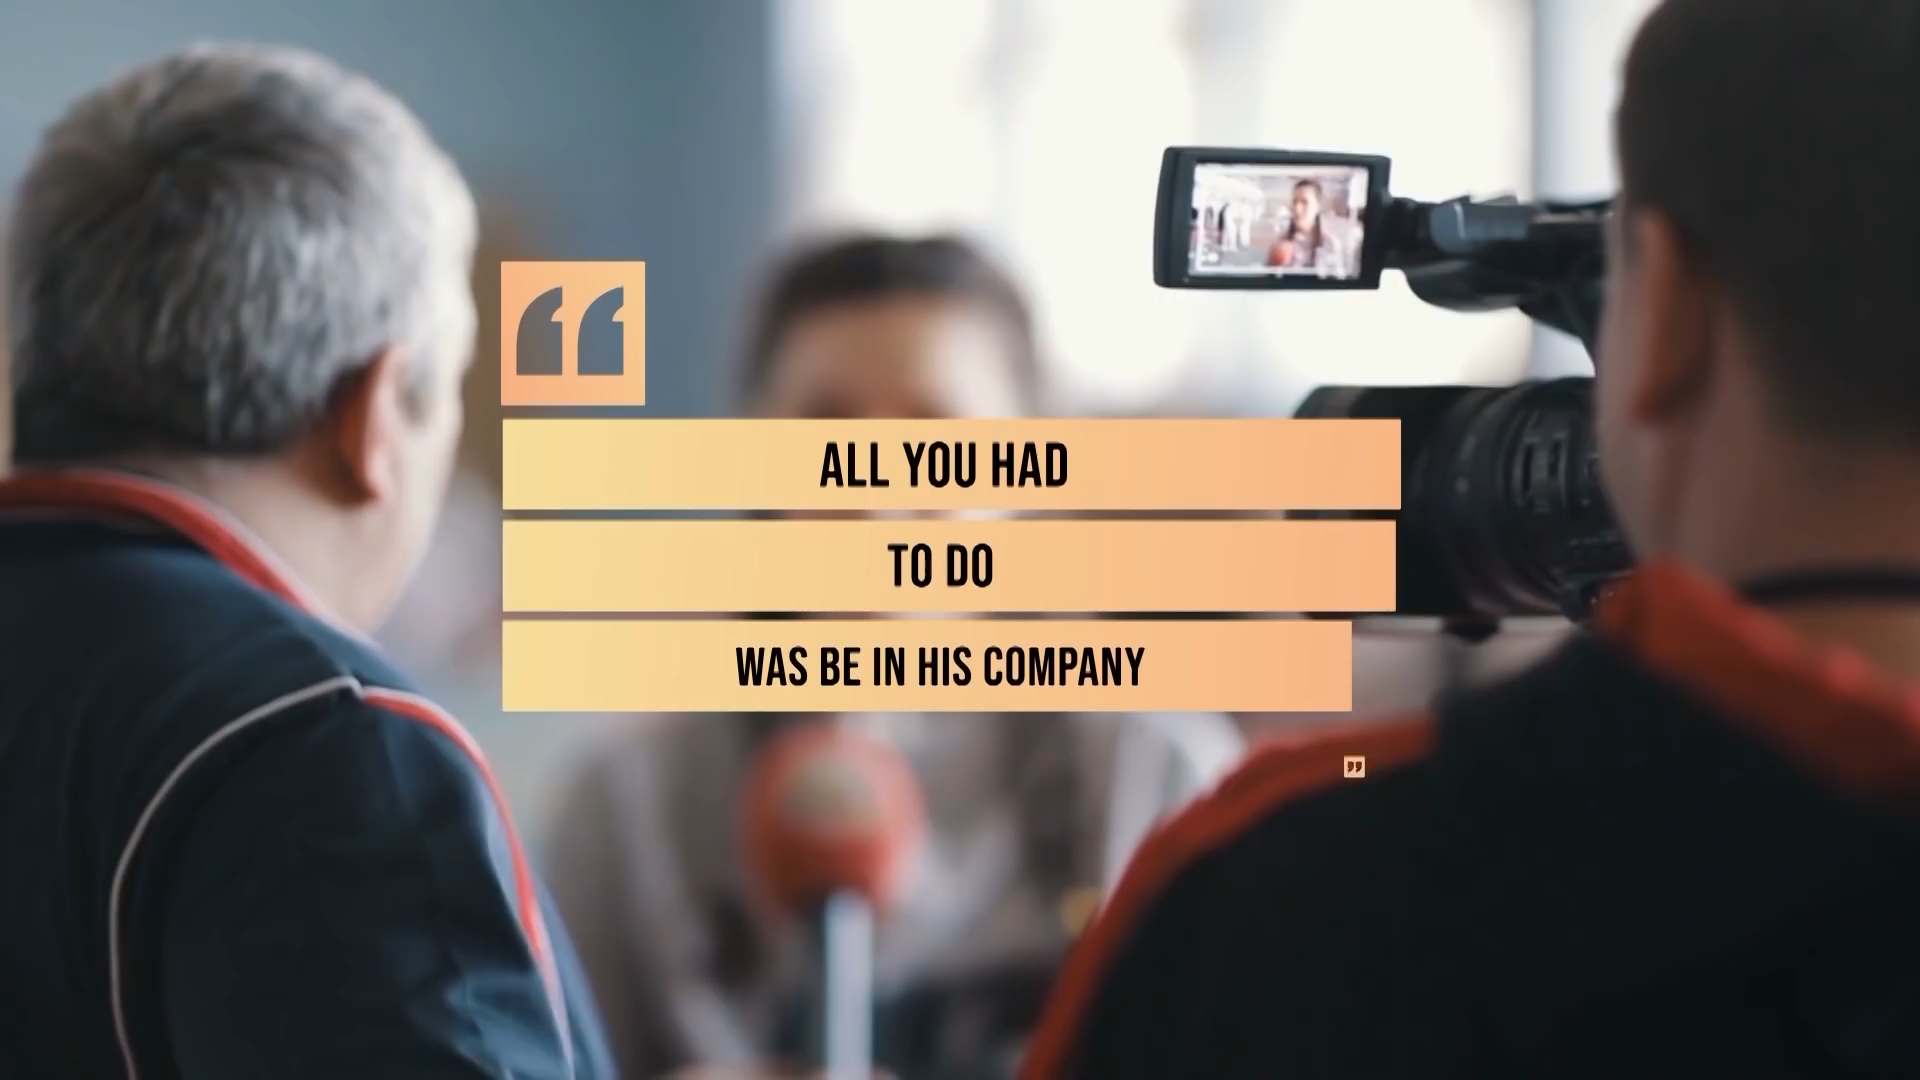 “
ALL YOU HAD
TO DO
WAS BE IN HIS COMPANY
”